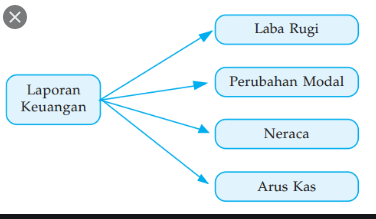 Laba Rugi
Laporan
Keuangan
Perubahan Modal
Neraca
Arus Kas